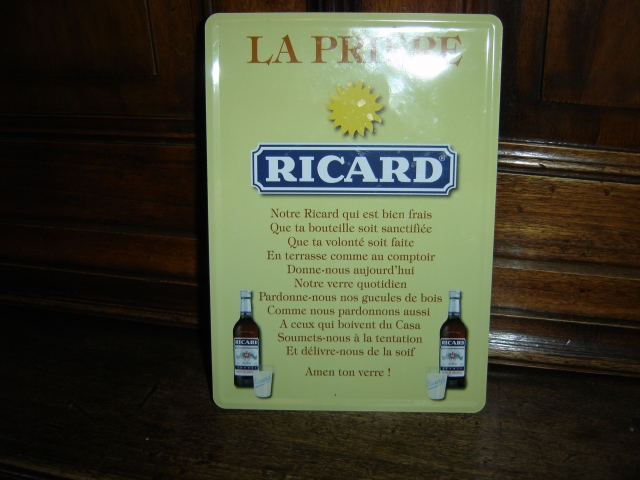 LA PRIÈRE
RICARD®
Notre Ricard qui est bien frais
Que ta bouteille soit sanctifiée
Que ta volonté soit faite
En terrasse comme au comptoir
Donne-nous aujourd'hui
Notre verre quotidien
Pardonne-nous nos gueules de bois
Comme nous pardonnons aussi
A ceux qui boivent du Casa
Soumets-nous à la tentation
Et délivre-nous de la soif
Amen ton verre !
RICARD
RICARD